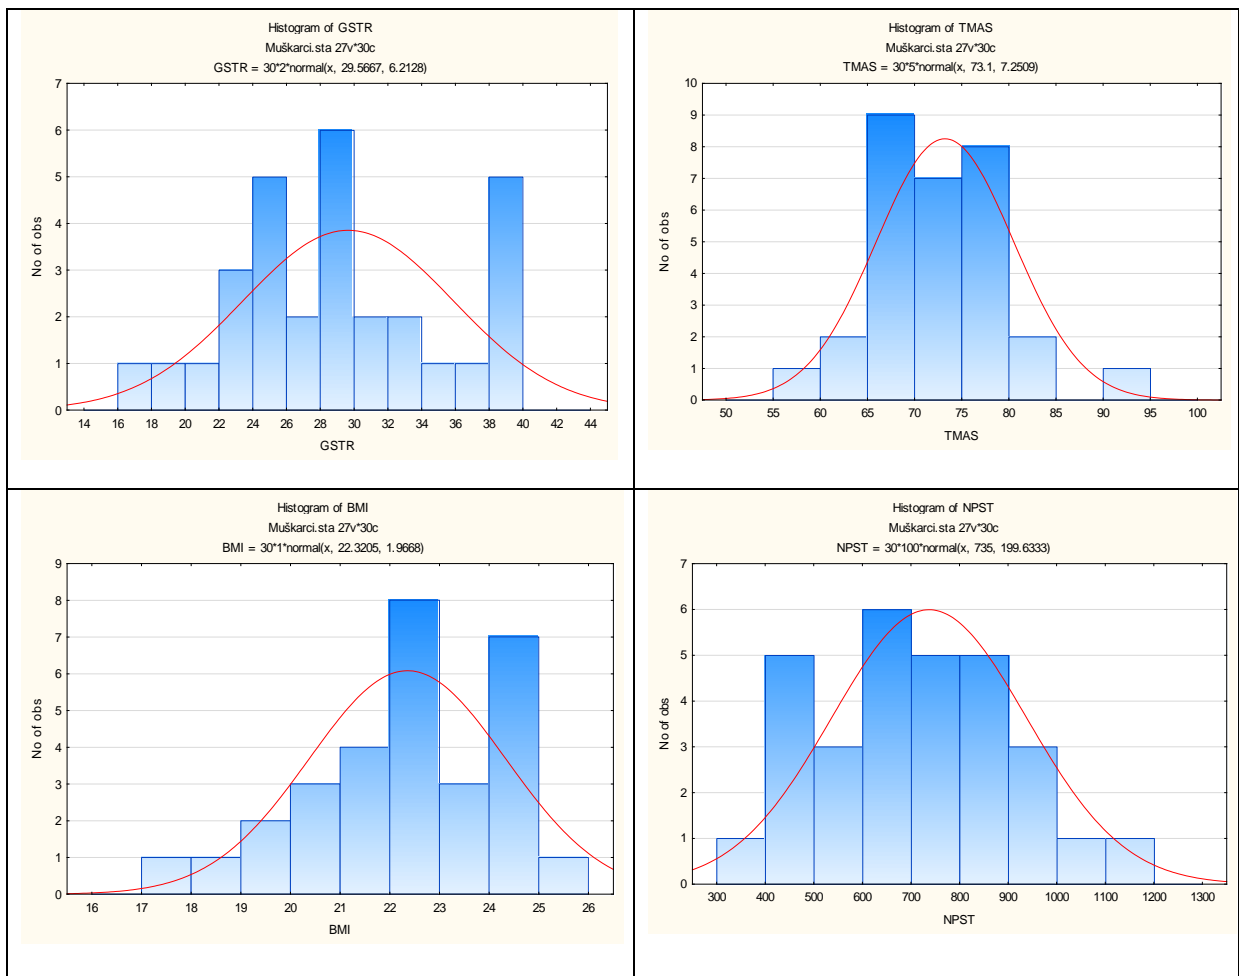 Histogram of GSTR
Muškarci.sta 27v*30c
GSTR = 30*2*normal(x, 29.5667, 6.2128)
7
6
5
4
3
2
1
0
No of obs
14 16 18 20 22 24 26 28 30 32 34 36 38 40 42 44
GSTR
Histogram of TMAS
Muškarci.sta 27v*30c
TMAS = 30*5*normal(x, 73.1, 7.2509)
10
9
8
7
6
5
4
3
2
1
0
No of obs
50 55 60 65 70 75 80 85 90 95 100
TMAS
Histogram of BMI
Muškarci.sta 27v*30c
BMI = 30*1*normal(x, 22.3205, 1.9668)
9
8
7
6
5
4
3
2
1
0
No of obs
16 17 18 19 20 21 22 23 24 25 26
BMI
Histogram of NPST
Muškarci.sta 27v*30c
NPST = 30*100*normal(x, 735, 199.6333)
7
6
5
4
3
2
1
0
No of obs
300 400 500 600 700 800 900 1000 1100 1200 1300
NPST